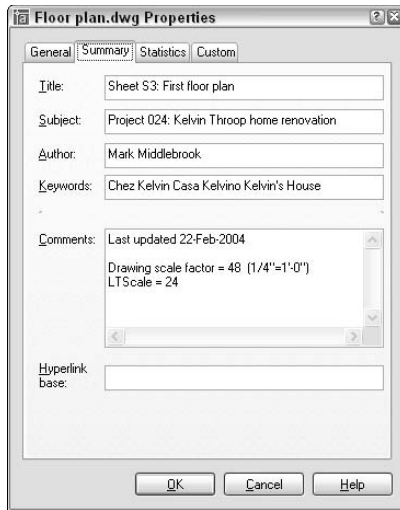 Floor plan.dwg Properties
General Summary Statistics Custom
Title: Sheet S3: First floor plan
Subject: Project 024: Kelvin Throop home renovation
Author: Mark Middlebrook
Keywords: Chez Kelvin Casa Kelvino Kelvin's House
Comments: Last updated 22-Feb-2004
Drawing scale factor = 48 (1/4"=1'-0")
LTScale = 24
Hyperlink
base:
OK Cancel Help